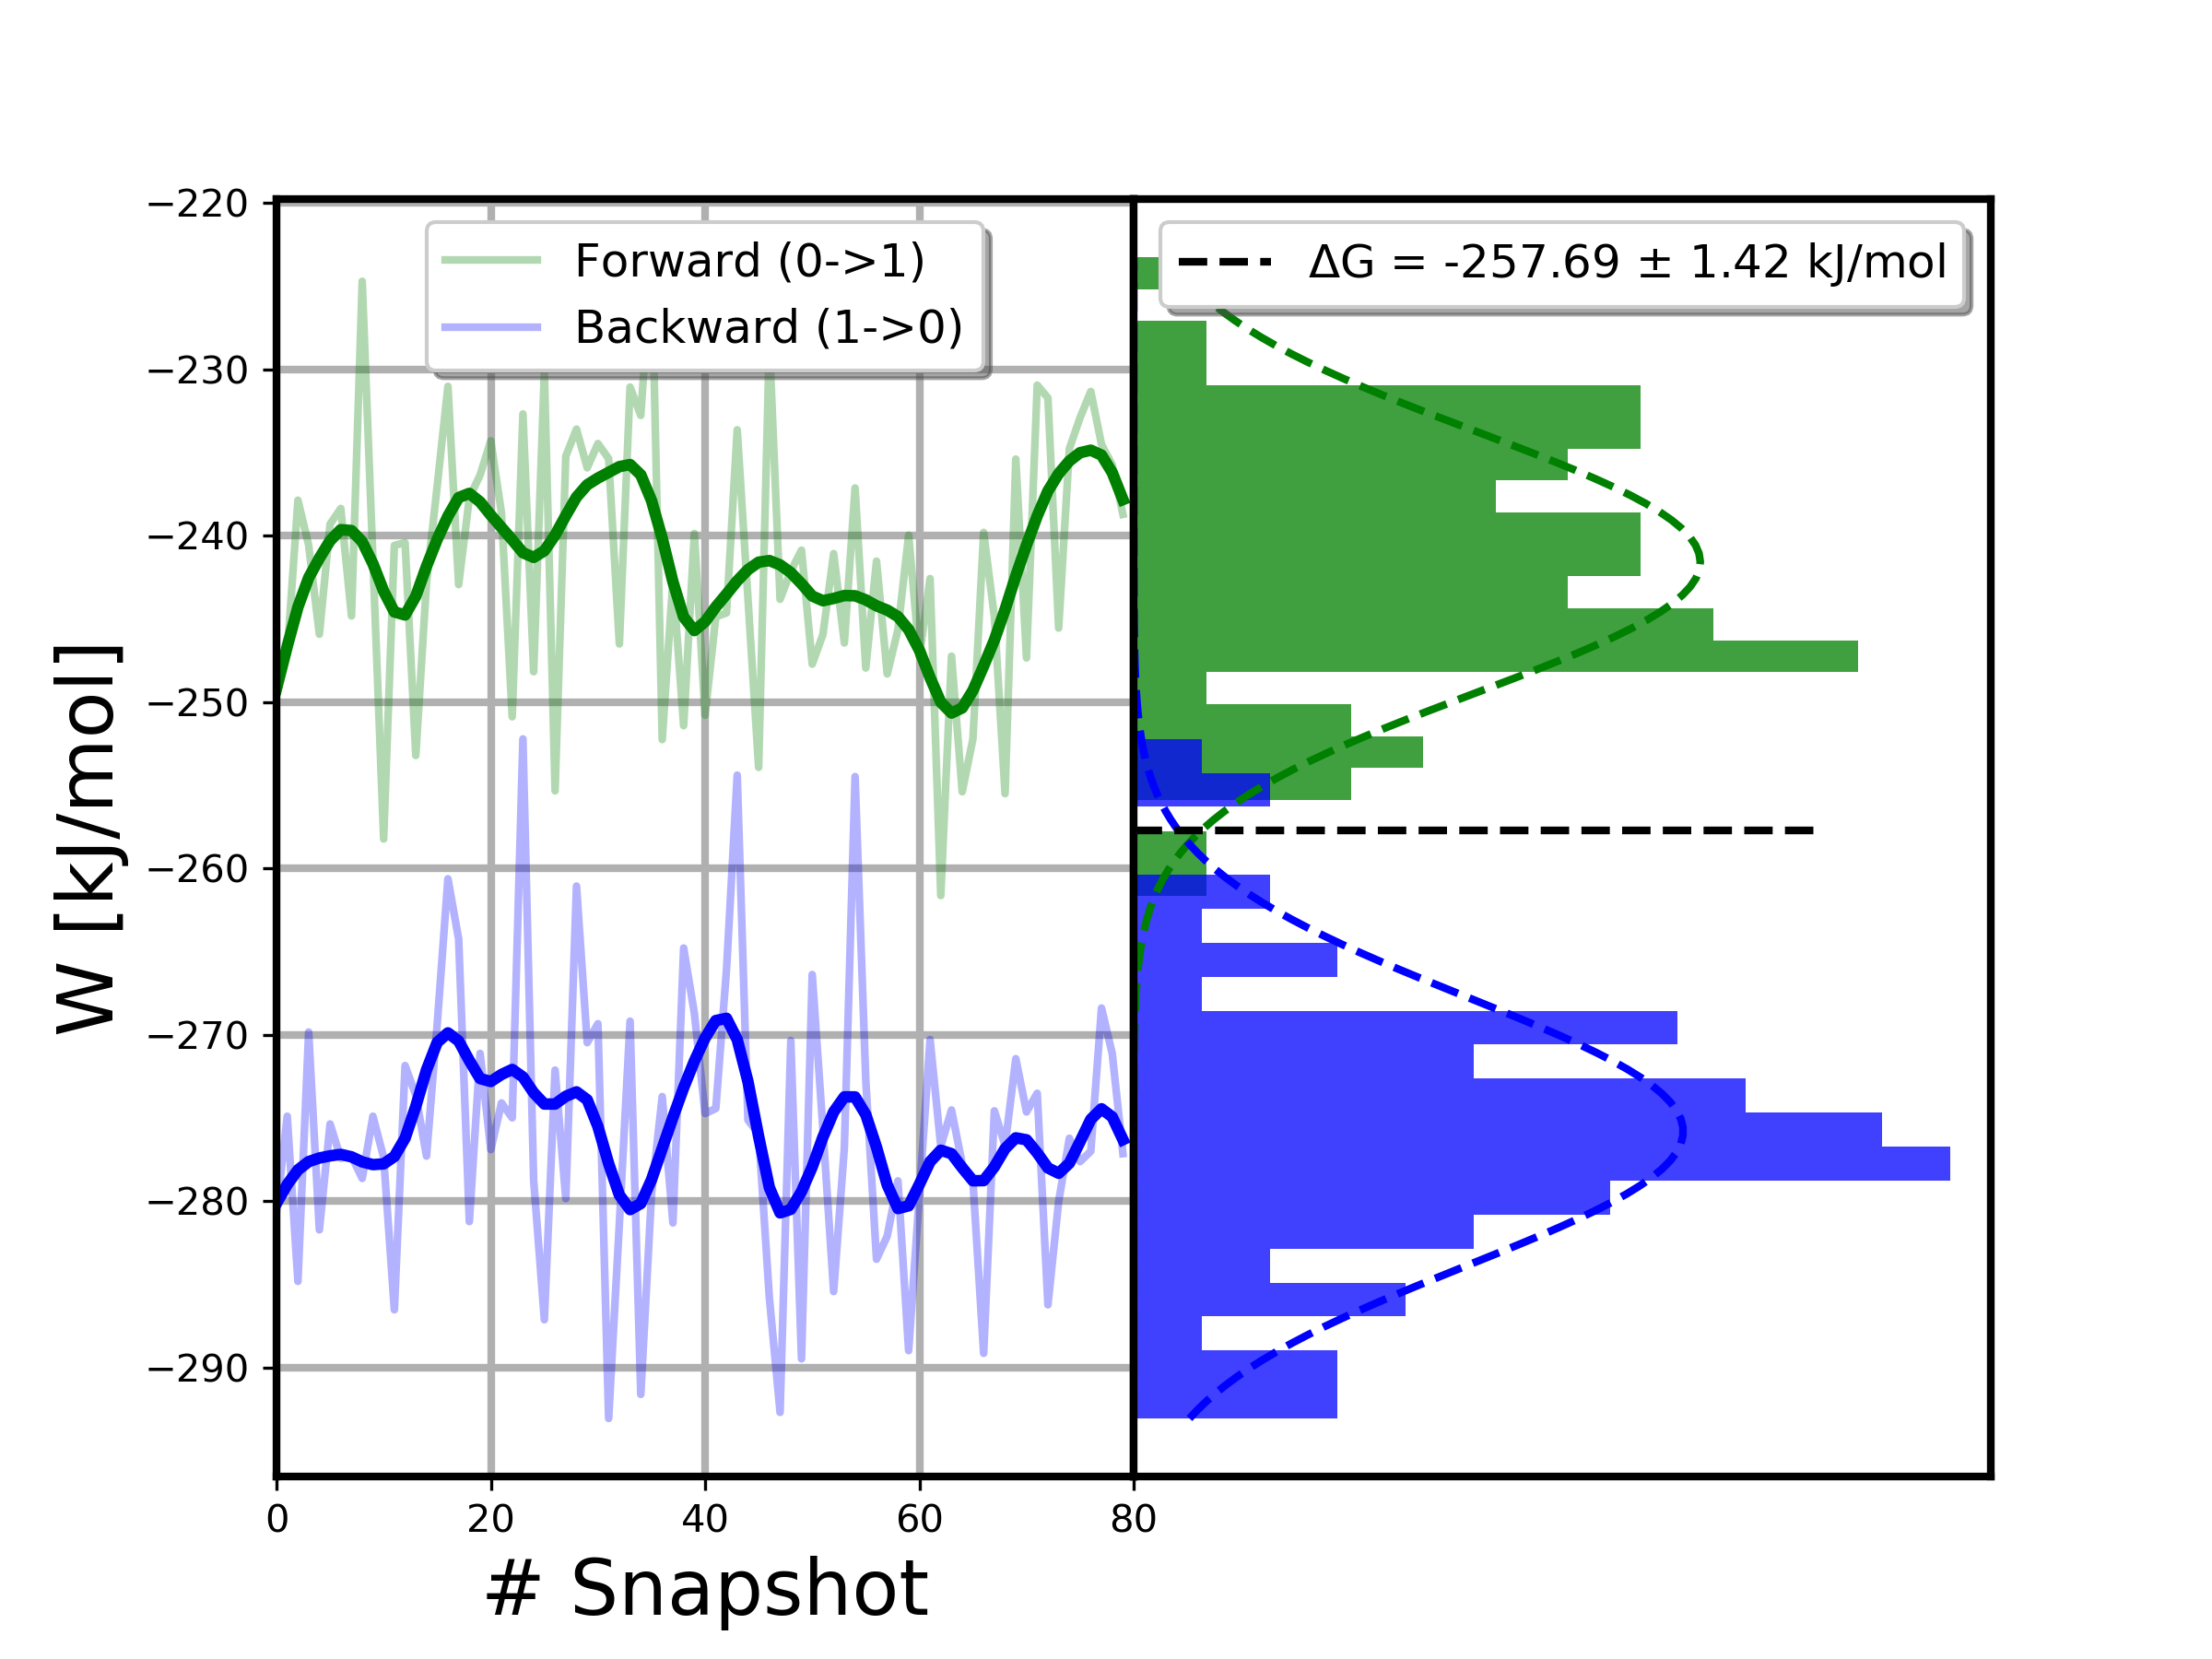 Forward (0->1)
Backward (1->0)
ΔG = -257.69 ± 1.42 kJ/mol
W [kJ/mol]
−220
−230
−240
−250
−260
−270
−280
−290
0
20
40
60
80
# Snapshot